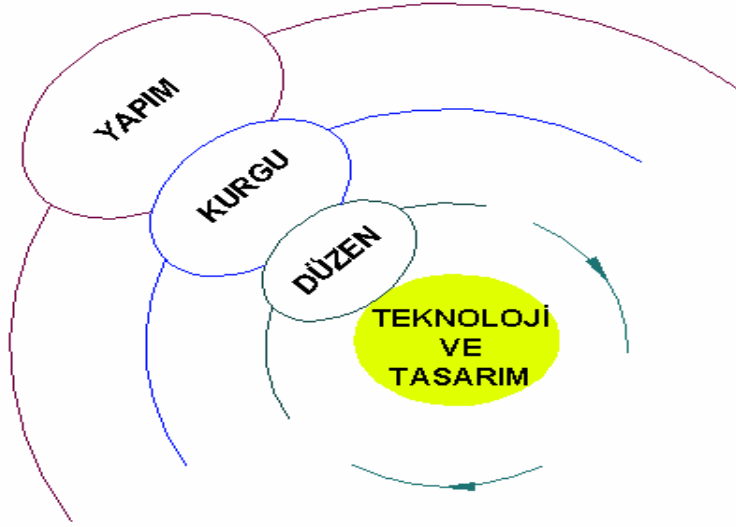 YAPIM
KURGU
DÜZEN
TEKNOLOJİ
VE
TASARIM